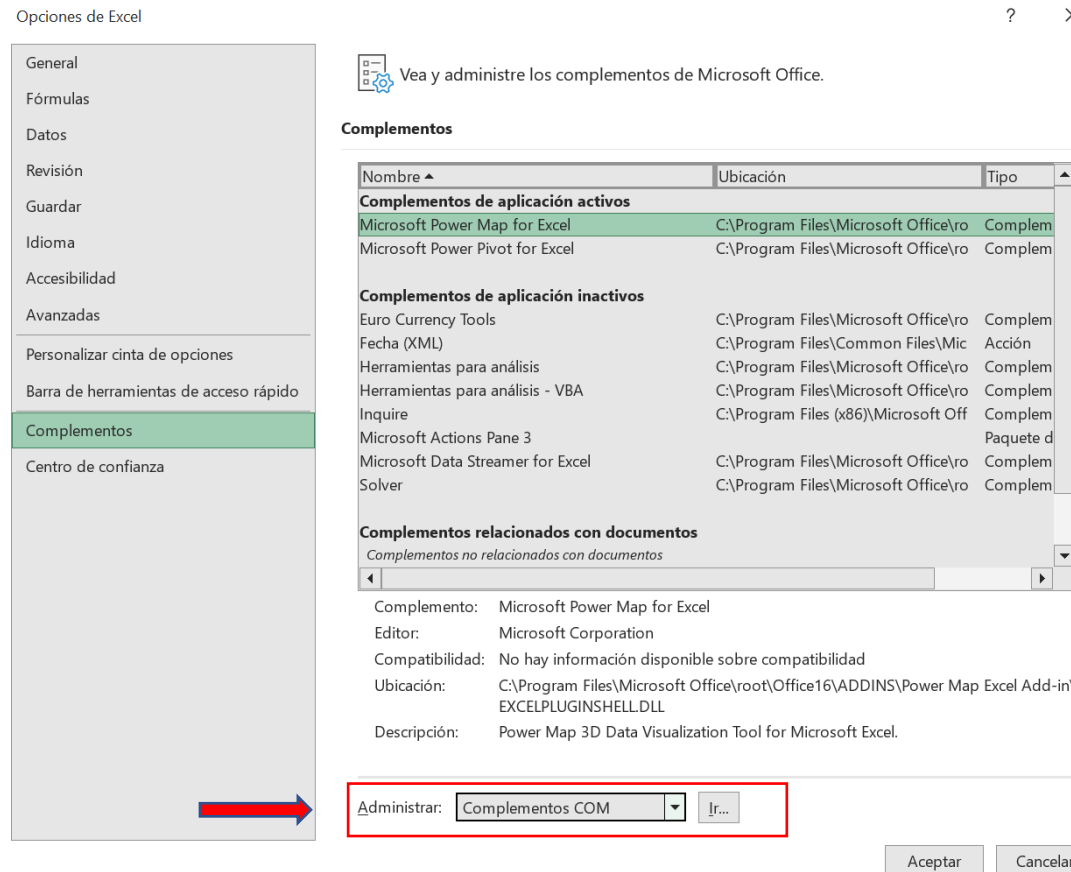 Opciones de Excel ?
General
Fórmulas
Datos
Revisión
Guardar
Idioma
Accesibilidad
Avanzadas
Personalizar cinta de opciones
Barra de herramientas de acceso rápido
Complementos
Centro de confianza
Vea y administre los complementos de Microsoft Office.
Complementos
Nombre Ubicación Tipo
Complementos de aplicación activos
Microsoft Power Map for Excel C:\Program Files\Microsoft Office\ro Complem
Microsoft Power Pivot for Excel C:\Program Files\Microsoft Office\ro Complem
Complementos de aplicación inactivos
Euro Currency Tools C:\Program Files\Microsoft Office\ro Complem
Fecha (XML) C:\Program Files\Common Files\Mic Acción
Herramientas para análisis C:\Program Files\Microsoft Office\ro Complem
Herramientas para análisis - VBA C:\Program Files\Microsoft Office\ro Complem
Inquire C:\Program Files (x86)\Microsoft Off Complem
Microsoft Actions Pane 3 Paquete d
Microsoft Data Streamer for Excel C:\Program Files\Microsoft Office\ro Complem
Solver C:\Program Files\Microsoft Office\ro Complem
Complementos relacionados con documentos
Complementos no relacionados con documentos
Complemento: Microsoft Power Map for Excel
Editor: Microsoft Corporation
Compatibilidad: No hay información disponible sobre compatibilidad
Ubicación: C:\Program Files\Microsoft Office\root\Office16\ADDINS\Power Map Excel Add-in\
EXCELPLUGINSHELL.DLL
Descripción: Power Map 3D Data Visualization Tool for Microsoft Excel.
Administrar: Complementos COM Ir...
Aceptar Cancelar